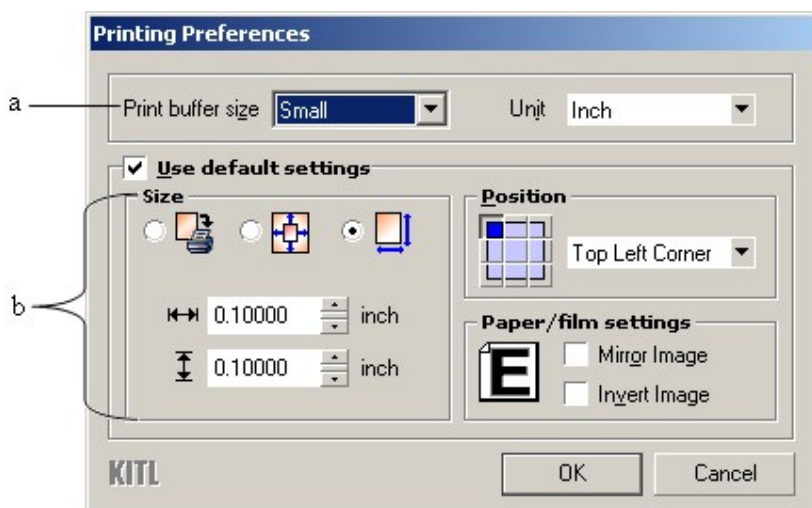 Printing Preferences
a
Print buffer size Small Unit Inch
Use default settings
Size
Position
Top Left Corner
b
0.10000 inch
0.10000 inch
Paper/film settings
E
Mirror Image
Invert Image
KITL
OK Cancel